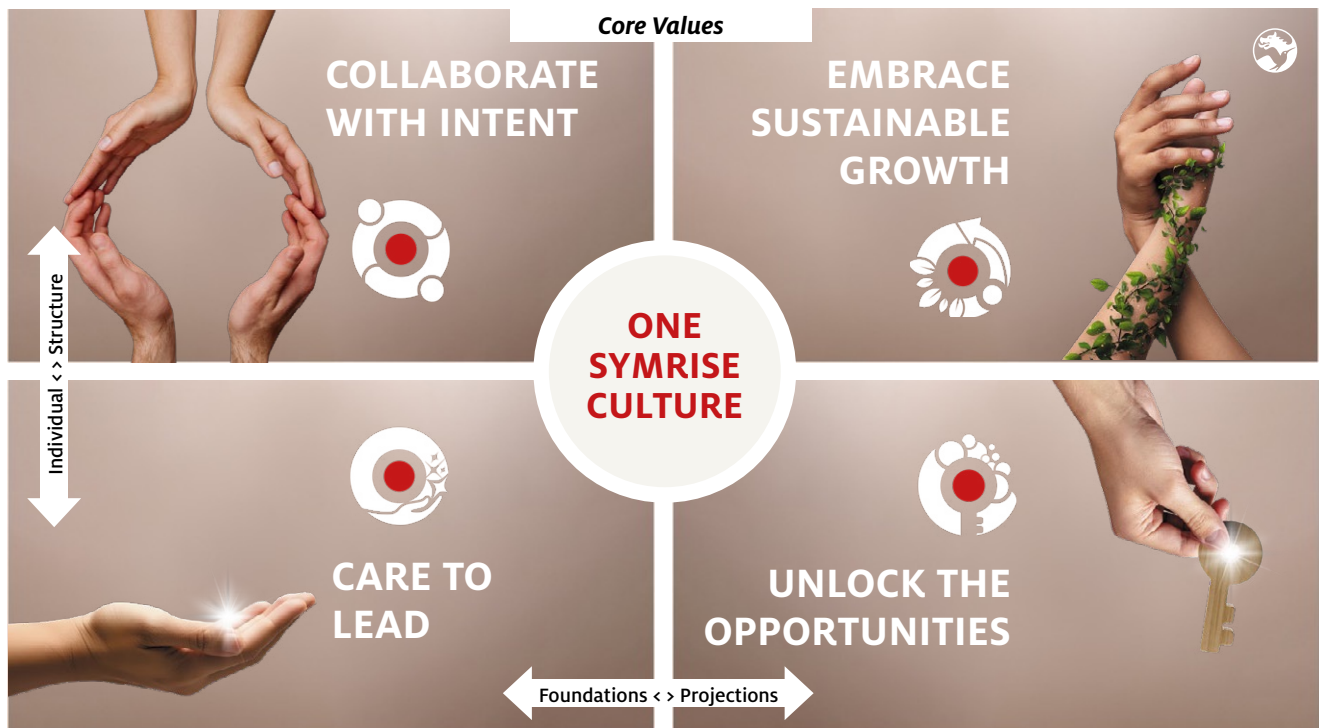 Core Values
COLLABORATE
WITH INTENT
EMBRACE
SUSTAINABLE
GROWTH
Individual < > Structure
ONE
SYMRISE
CULTURE
CARE TO
LEAD
UNLOCK THE
OPPORTUNITIES
Foundations < > Projections